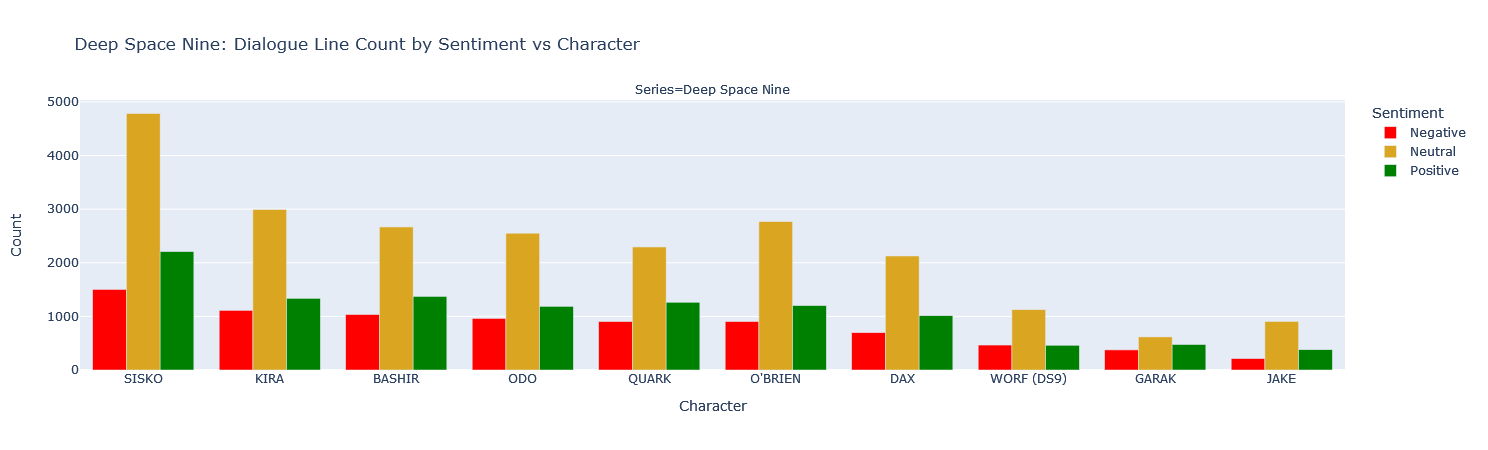 Deep Space Nine: Dialogue Line Count by Sentiment vs Character
Series=Deep Space Nine
Sentiment
Negative
Neutral
Positive
Count
5000
4000
3000
2000
1000
0
SISKO KIRA BASHIR ODO QUARK O'BRIEN DAX WORF (DS9) GARAK JAKE
Character